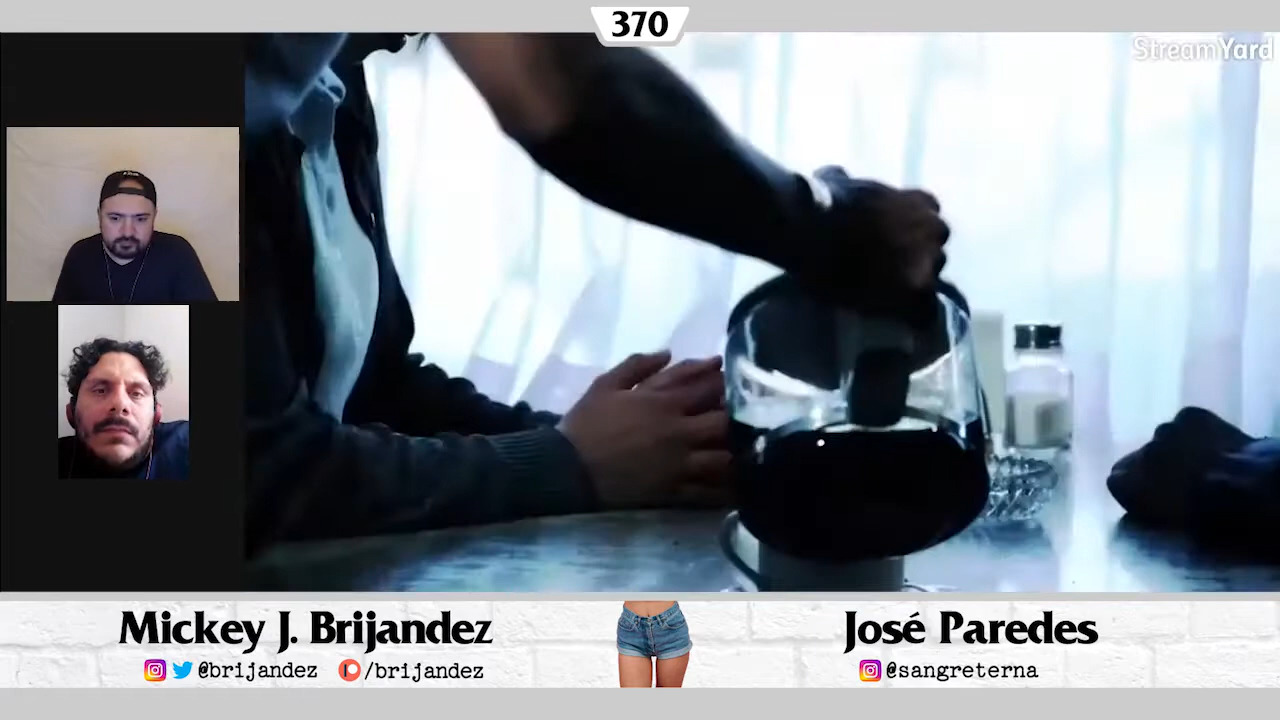 370
StreamYard
Mickey J. Brijandez
@brijandez /brijandez
José Paredes
@sangreterna